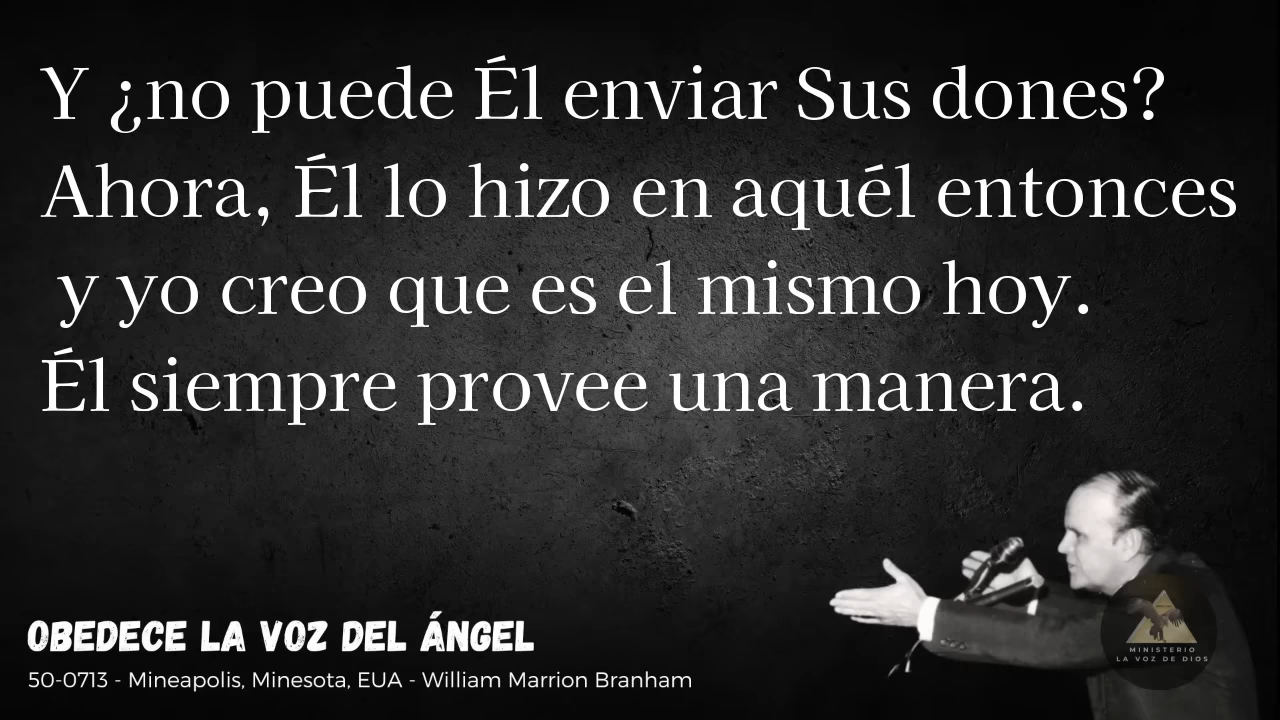 Y ¿no puede Él enviar Sus dones?
Ahora, Él lo hizo en aquél entonces
y yo creo que es el mismo hoy.
Él siempre provee una manera.
OBEDECE LA VOZ DEL ÁNGEL
50-0713 - Mineapolis, Minesota, EUA - William Marrion Branham
MINISTERIO
LA VOZ DE DIOS